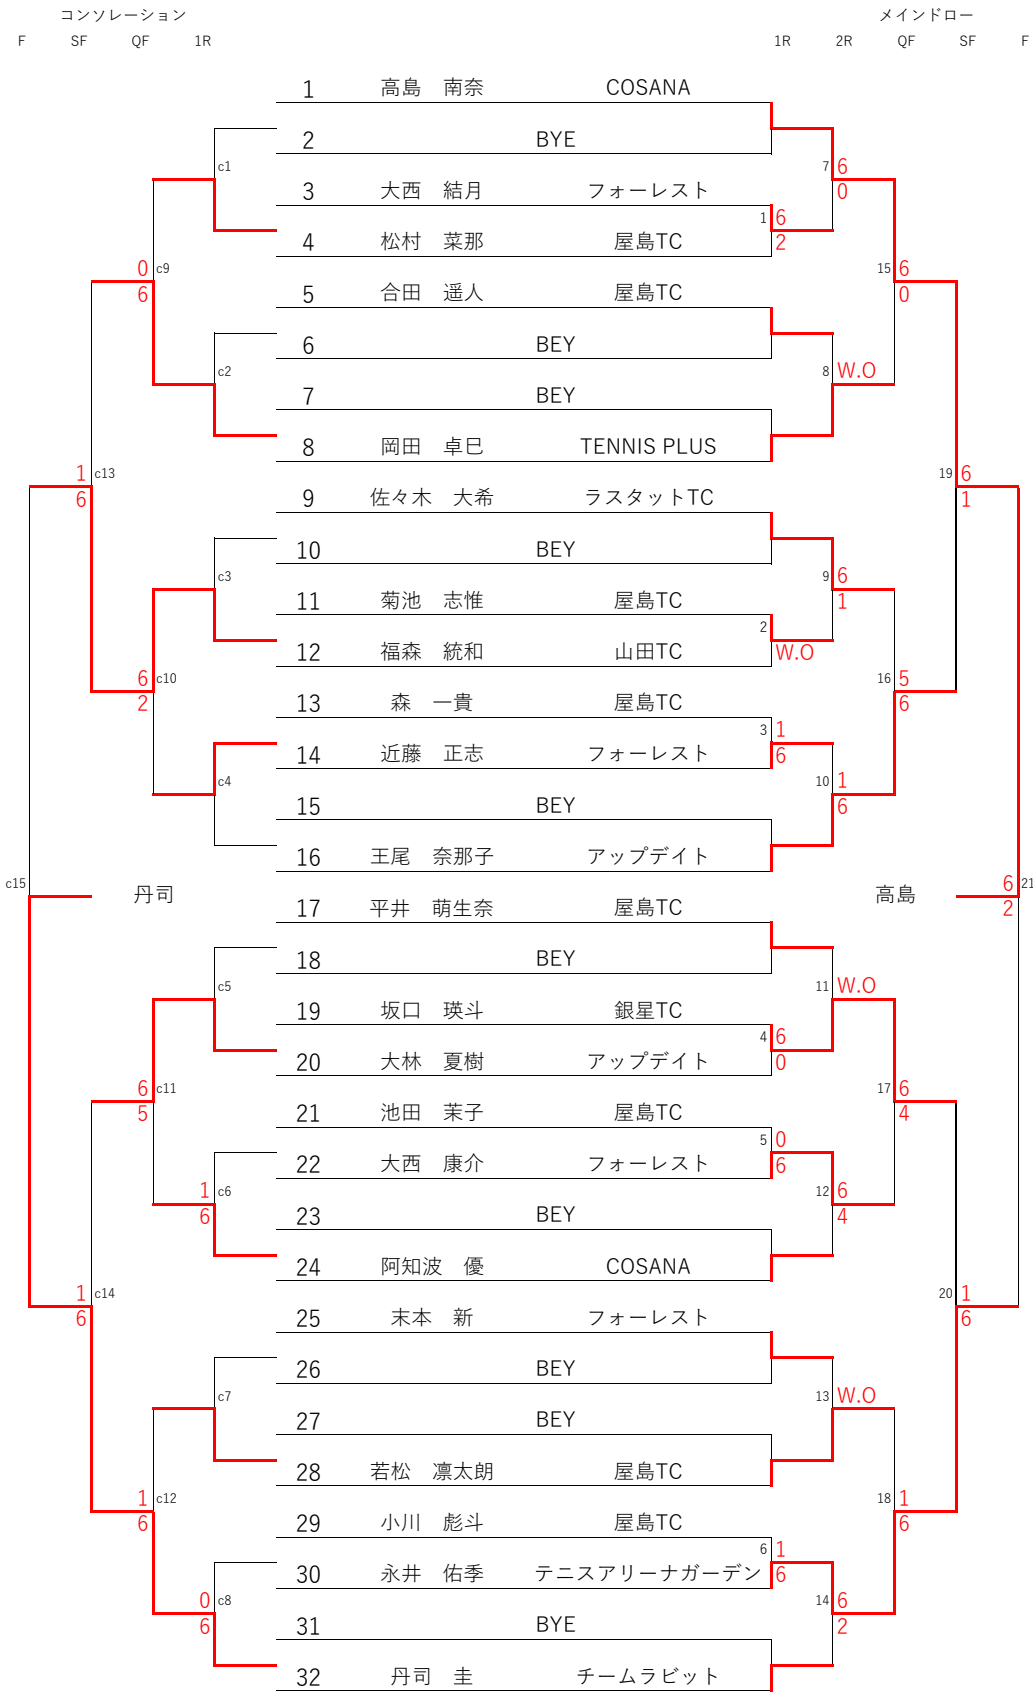 コンソレーション メインドロー
F SF QF 1R 1R 2R QF SF F
1 高島 南奈 COSANA
2 BYE
c1 7 6
0
3 大西 結月 フォーレスト
1 6
2
4 松村 菜那 屋島TC
0 c9 15 6
6 0
5 合田 遥人 屋島TC
6 BEY
c2 8 W.O
7 BEY
8 岡田 卓巳 TENNIS PLUS
1 c13 19 6
6 1
9 佐々木 大希 ラスタットTC
10 BEY
c3 9 6
1
11 菊池 志惟 屋島TC
2 W.O
12 福森 統和 山田TC
6 c10 16 5
2 6
13 森 一貴 屋島TC
3 1
6
14 近藤 正志 フォーレスト
c4 10 1
6
15 BEY
16 王尾 奈那子 アップデイト
c15 丹司 高島 6 21
2
17 平井 萌生奈 屋島TC
18 BEY
c5 11 W.O
19 坂口 瑛斗 銀星TC
4 6
0
20 大林 夏樹 アップデイト
6 c11 17 6
5 4
21 池田 茉子 屋島TC
5 0
6
22 大西 康介 フォーレスト
1 c6 12 6
6 4
23 BEY
24 阿知波 優 COSANA
1 c14 20 1
6 6
25 末本 新 フォーレスト
26 BEY
c7 13 W.O
27 BEY
28 若松 凛太朗 屋島TC
1 c12 18 1
6 6
29 小川 彪斗 屋島TC
6 1
6
30 永井 佑季 テニスアリーナガーデン
0 c8 14 6
6 2
31 BYE
32 丹司 圭 チームラビット